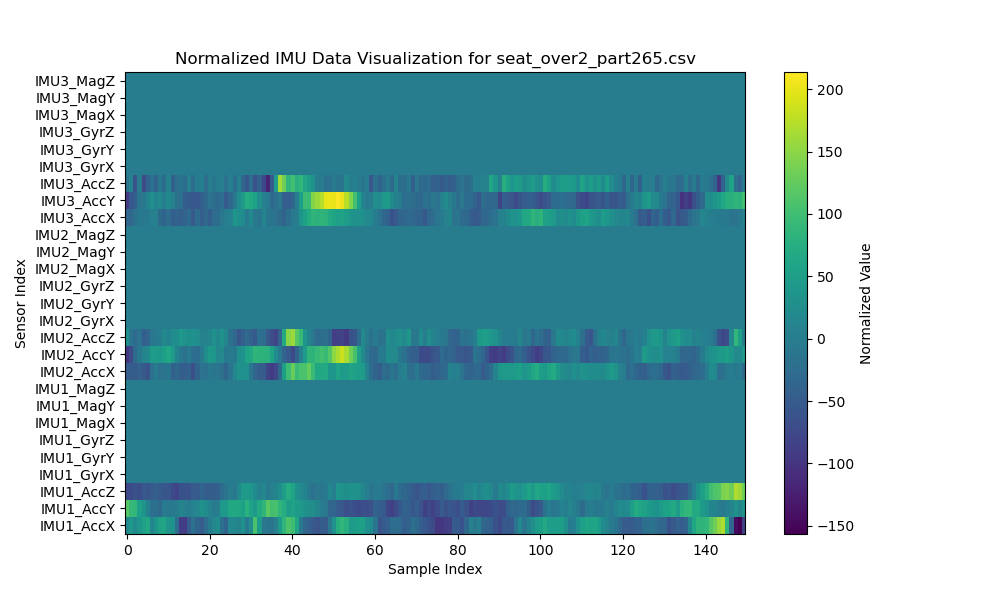 Normalized IMU Data Visualization for seat_over2_part265.csv
IMU3_MagZ
IMU3_MagY
IMU3_MagX
IMU3_GyrZ
IMU3_GyrY
IMU3_GyrX
IMU3_AccZ
IMU3_AccY
IMU3_AccX
IMU2_MagZ
IMU2_MagY
IMU2_MagX
IMU2_GyrZ
IMU2_GyrY
IMU2_GyrX
IMU2_AccZ
IMU2_AccY
IMU2_AccX
IMU1_MagZ
IMU1_MagY
IMU1_MagX
IMU1_GyrZ
IMU1_GyrY
IMU1_GyrX
IMU1_AccZ
IMU1_AccY
IMU1_AccX
Sensor Index
0 20 40 60 80 100 120 140
Sample Index
200
150
100
50
0
−50
−100
−150
Normalized Value